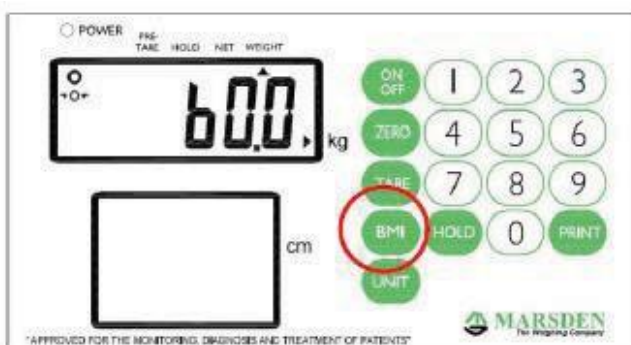 POWER
PRE-TARE HOLD NET WEIGHT
→0←
60.0 kg
cm
ON OFF 1 2 3
ZERO 4 5 6
TARE 7 8 9
BMI HOLD 0 PRINT
UNIT
MARSDEN
The Weighing Company
"APPROVED FOR THE MONITORING, DIAGNOSIS AND TREATMENT OF PATIENTS"